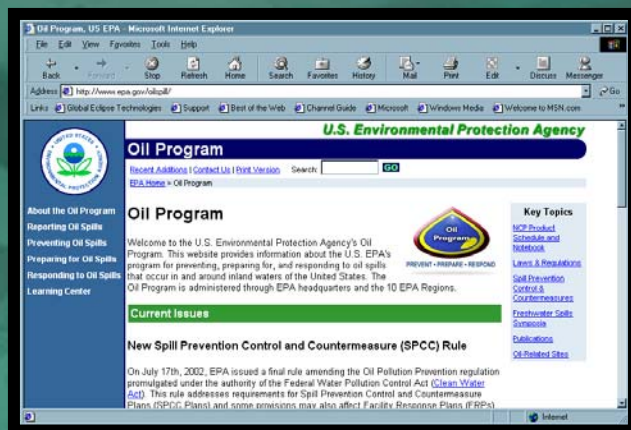 Oil Program, US EPA - Microsoft Internet Explorer
File Edit View Favorites Tools Help
Back Forward Stop Refresh Home Search Favorites History Mail Print Edit Discuss Messenger
Address http://www.epa.gov/oilspill/ Go
Links Global Eclipse Technologies Support Best of the Web Channel Guide Microsoft Windows Media Welcome to MSN.com
U.S. Environmental Protection Agency
Oil Program
Recent Additions | Contact Us | Print Version Search: GO
EPA Home > Oil Program
About the Oil Program
Reporting Oil Spills
Preventing Oil Spills
Preparing for Oil Spills
Responding to Oil Spills
Learning Center
Oil Program
Welcome to the U.S. Environmental Protection Agency's Oil
Program. This website provides information about the U.S. EPA's
program for preventing, preparing for, and responding to oil spills
that occur in and around inland waters of the United States. The
Oil Program is administered through EPA headquarters and the 10
EPA Regions.
Oil
Program
PREVENT - PREPARE - RESPOND
Current Issues
New Spill Prevention Control and Countermeasure (SPCC) Rule
On July 17th, 2002, EPA issued a final rule amending the Oil Pollution Prevention regulation
promulgated under the authority of the Federal Water Pollution Control Act (Clean Water
Act). This rule addresses requirements for Spill Prevention Control and Countermeasure
Plans (SPCC Plans) and some provisions may also affect Facility Response Plans (FRPs)
Key Topics
NCP Product
Schedule and
Notebook
Laws & Regulations
Spill Prevention
Control &
Countermeasures
Freshwater Spills
Symposia
Publications
Oil-Related Sites
Internet